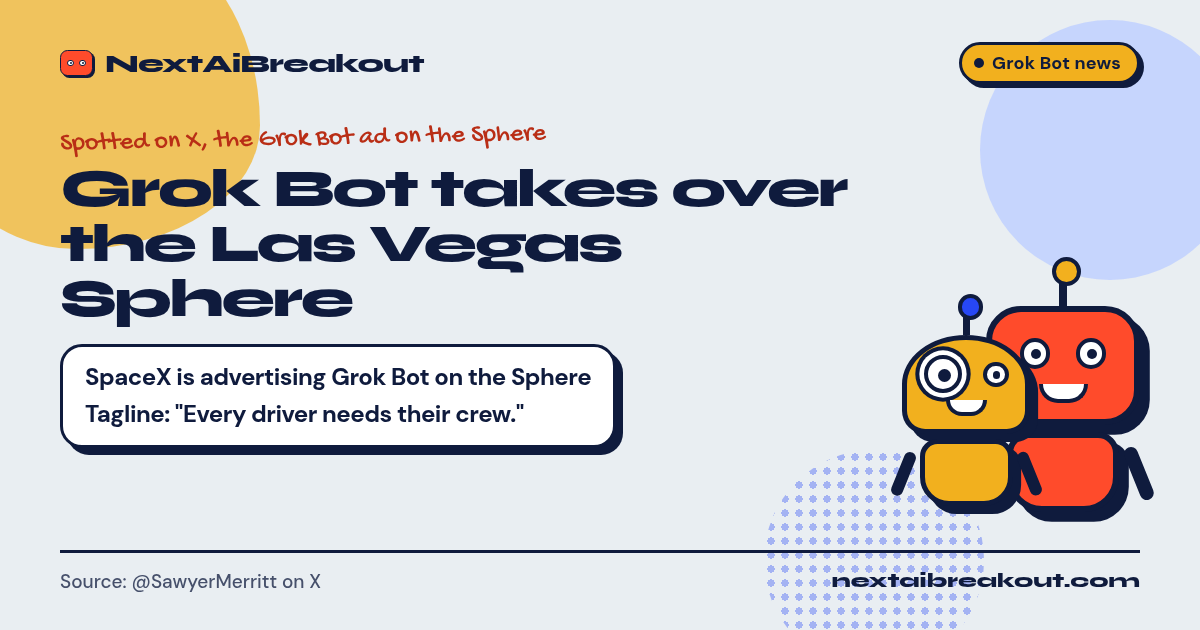 NextAiBreakout
Grok Bot news
Spotted on X, the Grok Bot ad on the Sphere
Grok Bot takes over
the Las Vegas
Sphere
SpaceX is advertising Grok Bot on the Sphere
Tagline: "Every driver needs their crew."
Source: @SawyerMerritt on X
nextaibreakout.com